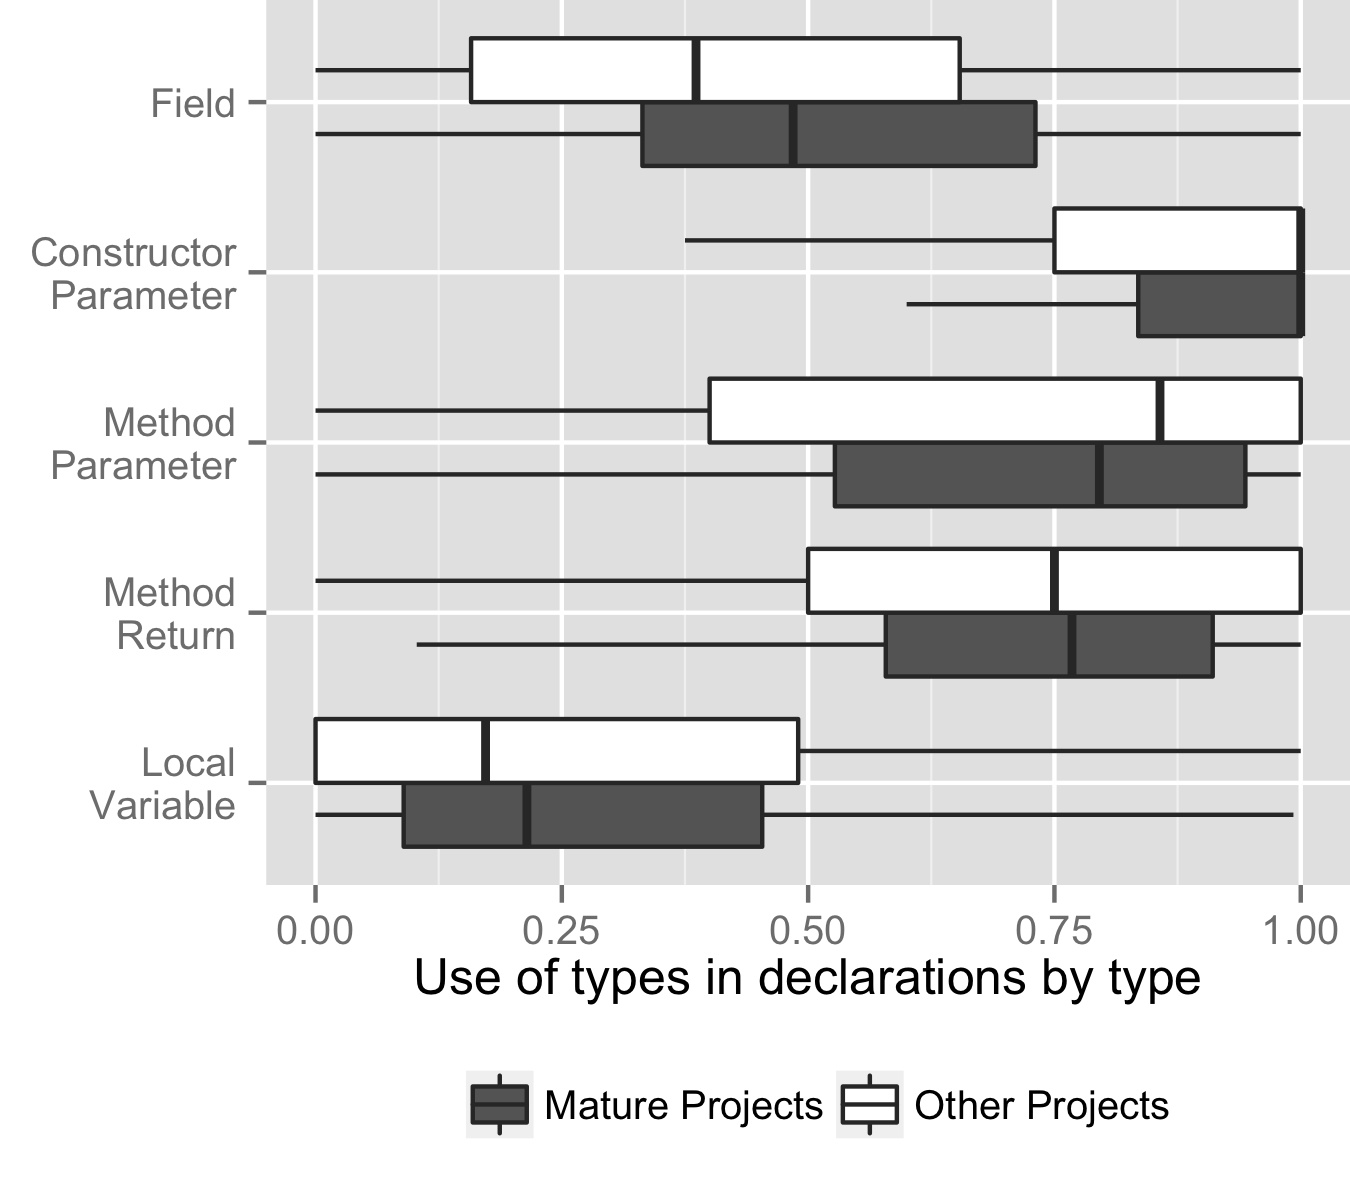 Field
Constructor
Parameter
Method
Parameter
Method
Return
Local
Variable
0.00 0.25 0.50 0.75 1.00
Use of types in declarations by type
Mature Projects Other Projects